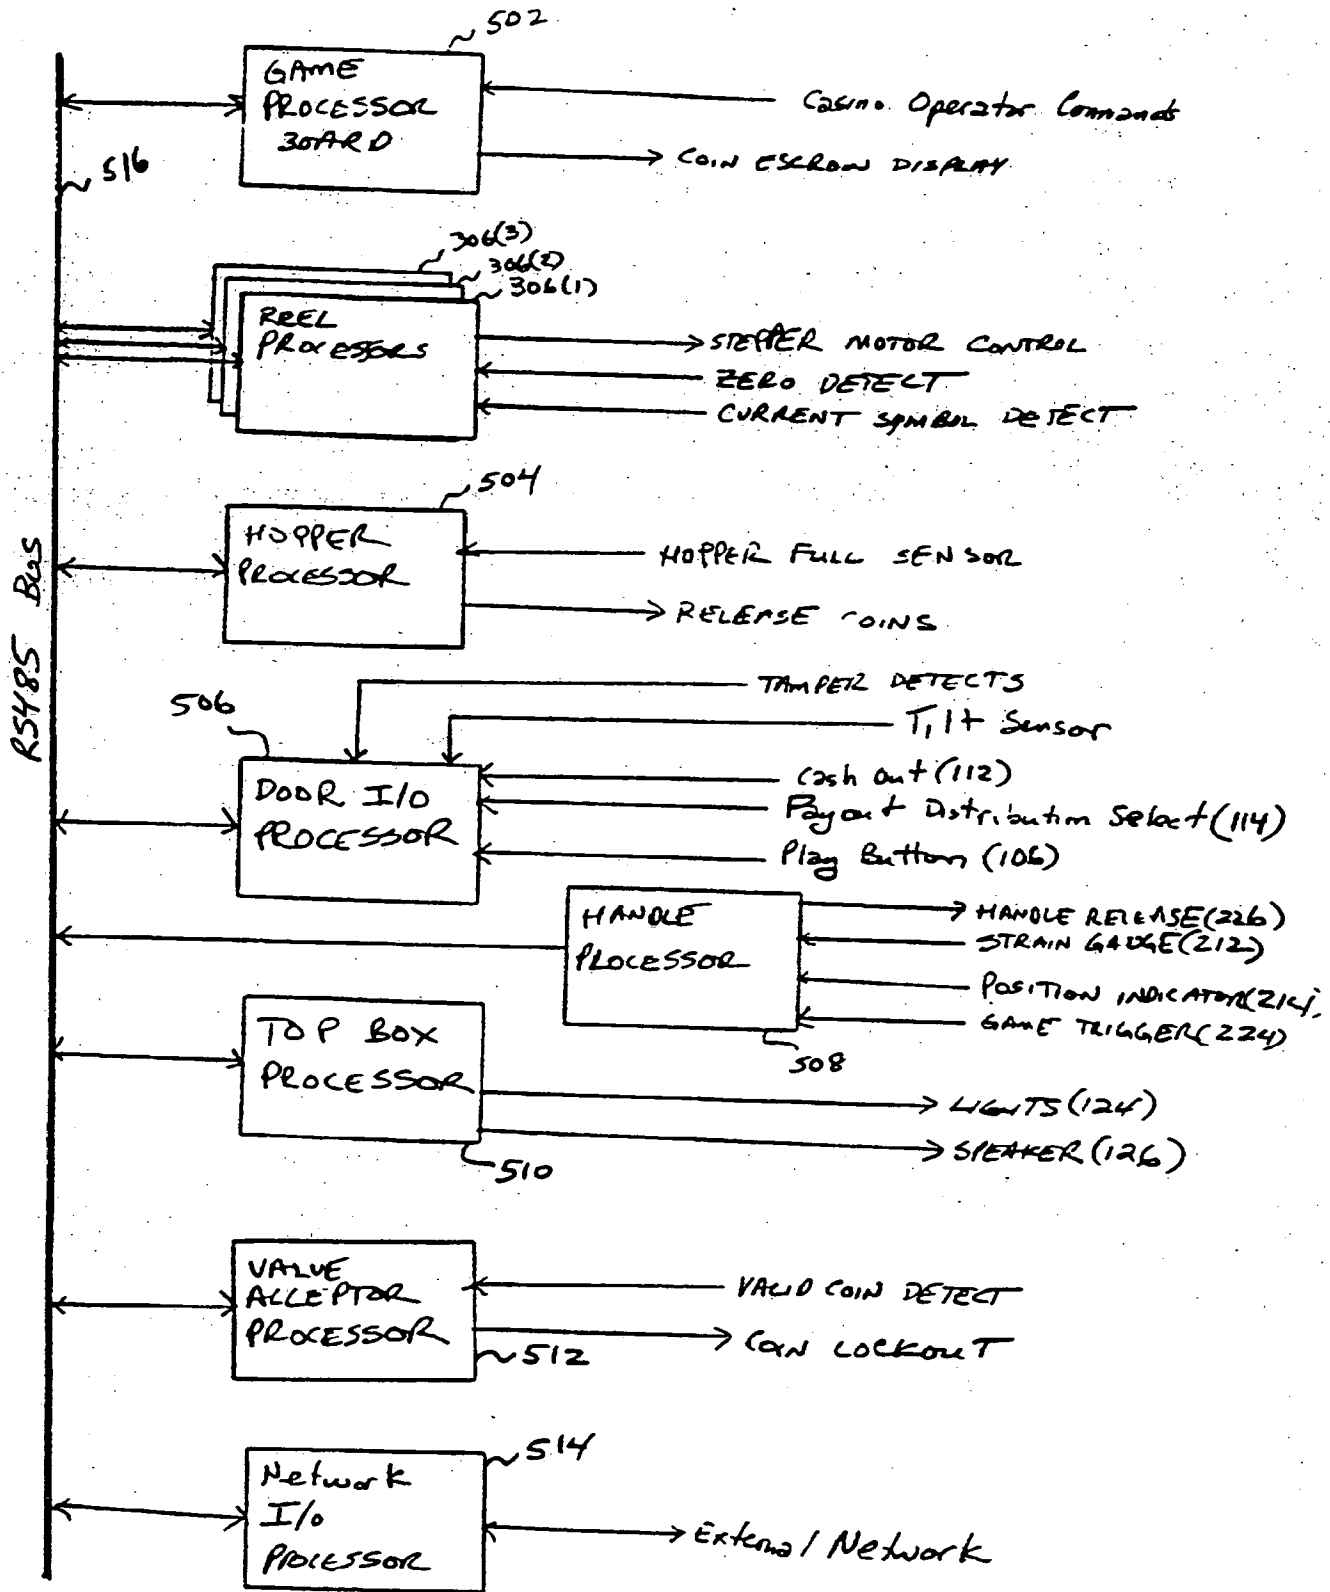 502
GAME
PROCESSOR
BOARD
Casino Operator Commands
COIN ESCROW DISPLAY
516
306(3)
306(2)
306(1)
REEL
PROCESSORS
STEPPER MOTOR CONTROL
ZERO DETECT
CURRENT SYMBOL DETECT
504
HOPPER
PROCESSOR
HOPPER FULL SENSOR
RELEASE COINS
RS485 Bus
TAMPER DETECTS
Tilt Sensor
506
DOOR I/O
PROCESSOR
Cash Out (112)
Payout Distribution Select (114)
Play Button (106)
HANDLE
PROCESSOR
HANDLE RELEASE (226)
STRAIN GAUGE (212)
POSITION INDICATOR (214)
GAME TRIGGER (224)
508
TOP BOX
PROCESSOR
LIGHTS (124)
SPEAKER (126)
510
VALUE
ACCEPTOR
PROCESSOR
VALID COIN DETECT
COIN LOCKOUT
512
514
Network
I/O
PROCESSOR
External Network